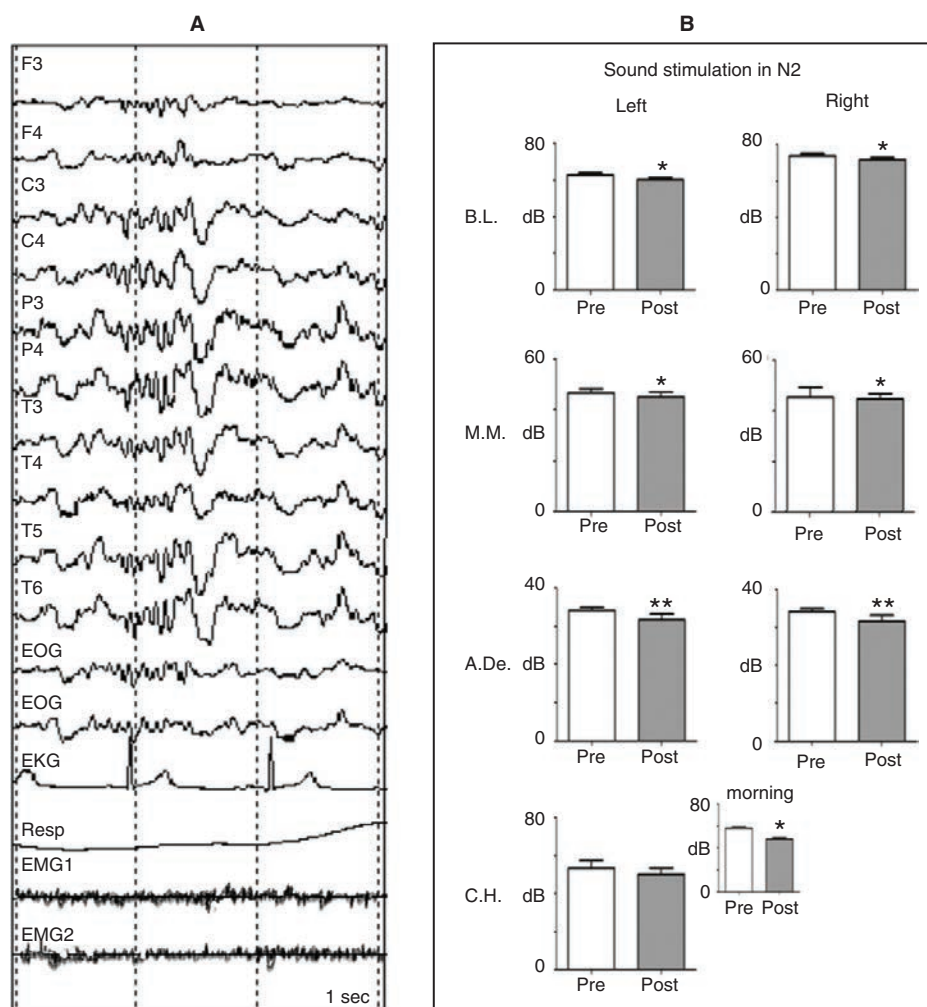 A
F3
F4
C3
C4
P3
P4
T3
T4
T5
T6
EOG
EOG
EKG
Resp
EMG1
EMG2
1 sec
B
Sound stimulation in N2
Left Right
80 80
* *
B.L. dB dB
0 0
Pre Post Pre Post
60 60
* *
M.M. dB dB
0 0
Pre Post Pre Post
40 40
** **
A.De. dB dB
0 0
Pre Post Pre Post
morning
80 80
*
C.H. dB dB
0 0
Pre Post Pre Post